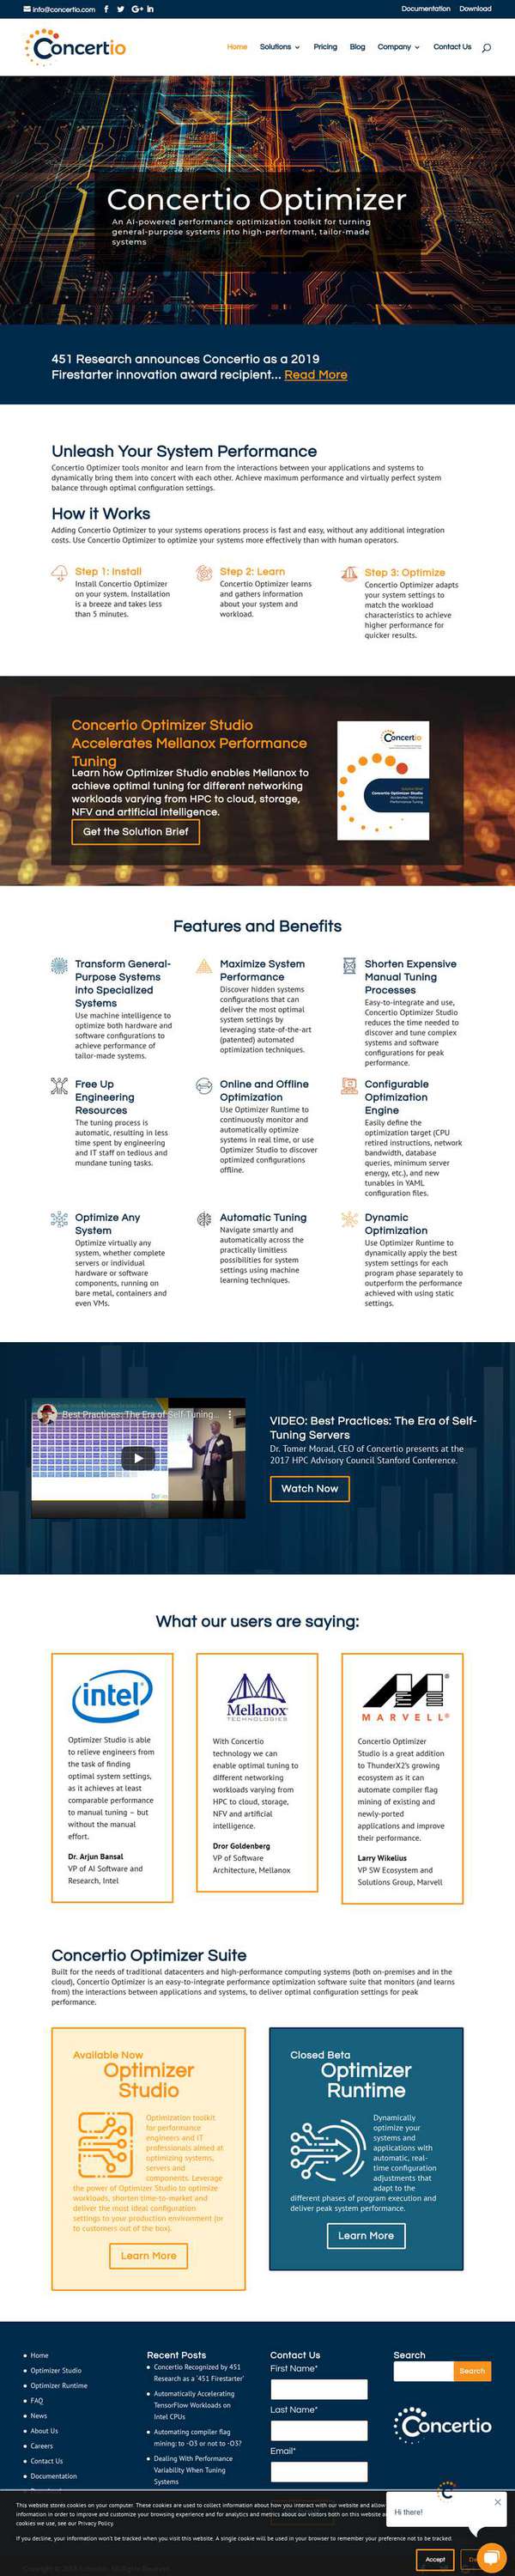 info@concertio.com
Documentation Download
Concertio
Home Solutions Pricing Blog Company Contact Us
Concertio Optimizer
An AI-powered performance optimization toolkit for turning
general-purpose systems into high-performant, tailor-made
systems
451 Research announces Concertio as a 2019
Firestarter innovation award recipient... Read More
Unleash Your System Performance
Concertio Optimizer tools monitor and learn from the interactions between your applications and systems to
dynamically bring them into concert with each other. Achieve maximum performance and virtually perfect system
balance through optimal configuration settings.
How it Works
Adding Concertio Optimizer to your systems operations process is fast and easy, without any additional integration
costs. Use Concertio Optimizer to optimize your systems more effectively than with human operators.
Step 1: Install
Install Concertio Optimizer
on your system. Installation
is a breeze and takes less
than 5 minutes.
Step 2: Learn
Concertio Optimizer learns
and gathers information
about your system and
workload.
Step 3: Optimize
Concertio Optimizer adapts
your system settings to
match the workload
characteristics to achieve
higher performance for
quicker results.
Concertio Optimizer Studio
Accelerates Mellanox Performance
Tuning
Learn how Optimizer Studio enables Mellanox to
achieve optimal tuning for different networking
workloads varying from HPC to cloud, storage,
NFV and artificial intelligence.
Get the Solution Brief
Concertio
Features and Benefits
Transform General-
Purpose Systems
into Specialized
Systems
Use machine intelligence to
optimize both hardware and
software configurations to
achieve performance of
tailor-made systems.
Maximize System
Performance
Discover hidden systems
configurations that can
deliver the most optimal
system settings by
leveraging state-of-the-art
(patented) automated
optimization techniques.
Shorten Expensive
Manual Tuning
Processes
Easy-to-integrate and use,
Concertio Optimizer Studio
reduces the time needed to
discover and tune complex
systems and software
configurations for peak
performance.
Free Up
Engineering
Resources
The tuning process is
automatic, resulting in less
time spent by engineering
and IT staff on tedious and
mundane tuning tasks.
Online and Offline
Optimization
Use Optimizer Runtime to
continuously monitor and
automatically optimize
systems in real time, or use
Optimizer Studio to discover
optimized configurations
offline.
Configurable
Optimization
Engine
Easily define the
optimization target (CPU
retired instructions, network
bandwidth, database
queries, minimum server
energy, etc.), and new
tunables in YAML
configuration files.
Optimize Any
System
Optimize virtually any
system, whether complete
servers or individual
hardware or software
components, running on
bare metal, containers and
even VMs.
Automatic Tuning
Navigate smartly and
automatically across the
practically limitless
possibilities for system
settings using machine
learning techniques.
Dynamic
Optimization
Use Optimizer Runtime to
dynamically apply the best
system settings for each
program phase separately to
outperform the performance
achieved with using static
settings.
Best Practices: The Era of Self-Tuning...
VIDEO: Best Practices: The Era of Self-
Tuning Servers
Dr. Tomer Morad, CEO of Concertio presents at the
2017 HPC Advisory Council Stanford Conference.
Watch Now
What our users are saying:
intel
Optimizer Studio is able
to relieve engineers from
the task of finding
optimal system settings,
as it achieves at least
comparable performance
to manual tuning – but
without the manual
effort.
Dr. Arjun Bansal
VP of AI Software and
Research, Intel
Mellanox
TECHNOLOGIES
With Concertio
technology we can
enable optimal tuning to
different networking
workloads varying from
HPC to cloud, storage,
NFV and artificial
intelligence.
Dror Goldenberg
VP of Software
Architecture, Mellanox
MARVELL®
Concertio Optimizer
Studio is a great addition
to ThunderX2's growing
ecosystem as it can
automate compiler flag
mining of existing and
newly-ported
applications and improve
their performance.
Larry Wikelius
VP SW Ecosystem and
Solutions Group, Marvell
Concertio Optimizer Suite
Built for the needs of traditional datacenters and high-performance computing systems (both on-premises and in the
cloud), Concertio Optimizer is an easy-to-integrate performance optimization software suite that monitors (and learns
from) the interactions between applications and systems, to deliver optimal configuration settings for peak
performance.
Available Now
Optimizer
Studio
Optimization toolkit
for performance
engineers and IT
professionals aimed at
optimizing systems,
servers and
components. Leverage
the power of Optimizer Studio to optimize
workloads, shorten time-to-market and
deliver the most ideal configuration
settings to your production environment (or
to customers out of the box).
Learn More
Closed Beta
Optimizer
Runtime
Dynamically
optimize your
systems and
applications with
automatic, real-
time configuration
adjustments that
adapt to the
different phases of program execution and
deliver peak system performance.
Learn More
Home
Optimizer Studio
Optimizer Runtime
FAQ
News
About Us
Careers
Contact Us
Documentation
Recent Posts
Concertio Recognized by 451
Research as a '451 Firestarter'
Automatically Accelerating
TensorFlow Workloads on
Intel CPUs
Automating compiler flag
mining: to -O3 or not to -O3?
Dealing With Performance
Variability When Tuning
Systems
Contact Us
First Name*
Last Name*
Email*
Search
Search
Concertio
This website stores cookies on your computer. These cookies are used to collect information about how you interact with our website and allow
information in order to improve and customize your browsing experience and for analytics and metrics about our visitors both on this website a
cookies we use, see our Privacy Policy.
If you decline, your information won't be tracked when you visit this website. A single cookie will be used in your browser to remember your preference not to be tracked.
Accept
Hi there!